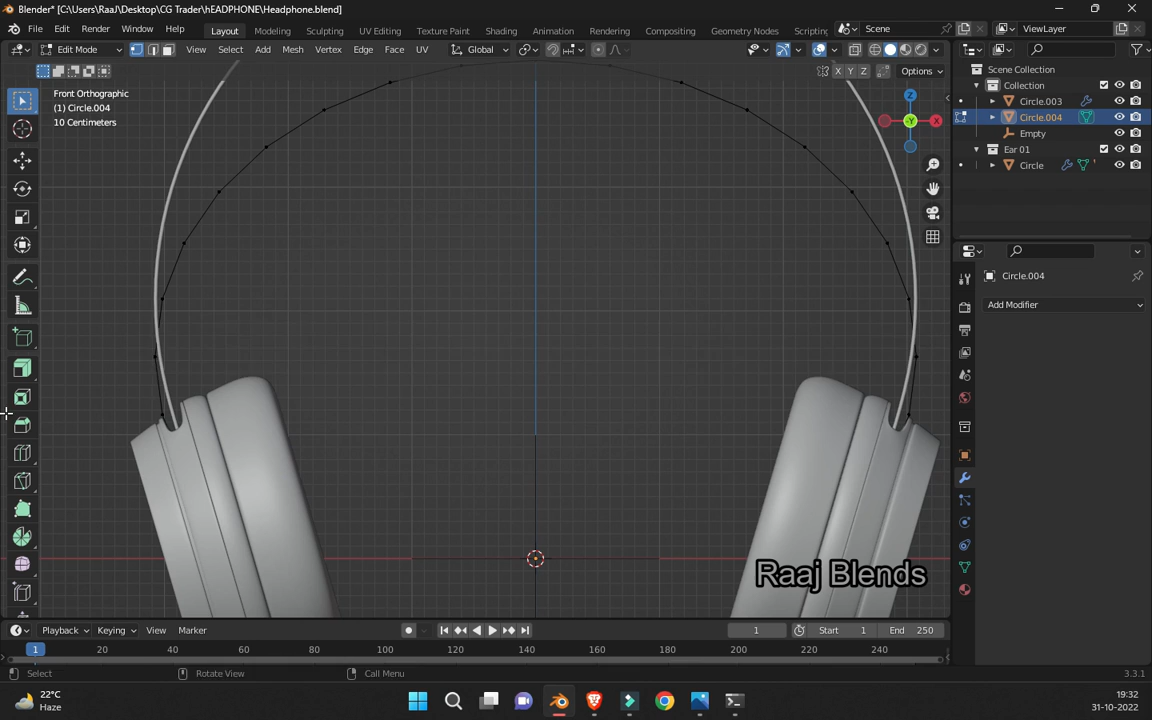 Blender* [C:\Users\RaaJ\Desktop\CG Trader\hEADPHONE\Headphone.blend]
File Edit Render Window Help Layout Modeling Sculpting UV Editing Texture Paint Shading Animation Rendering Compositing Geometry Nodes Scripting Scene ViewLayer
Edit Mode View Select Add Mesh Vertex Edge Face UV Global
X Y Z Options
Front Orthographic
(1) Circle.004
10 Centimeters
Z
X
-Y
Scene Collection
Collection
Circle.003
Circle.004
Empty
Ear 01
Circle
Circle.004
Add Modifier
Raaj Blends
Playback Keying View Marker 1 Start 1 End 250
1 20 40 60 80 100 120 140 160 180 200 220 240
Select Rotate View Call Menu 3.3.1
22°C
Haze
19:32
31-10-2022